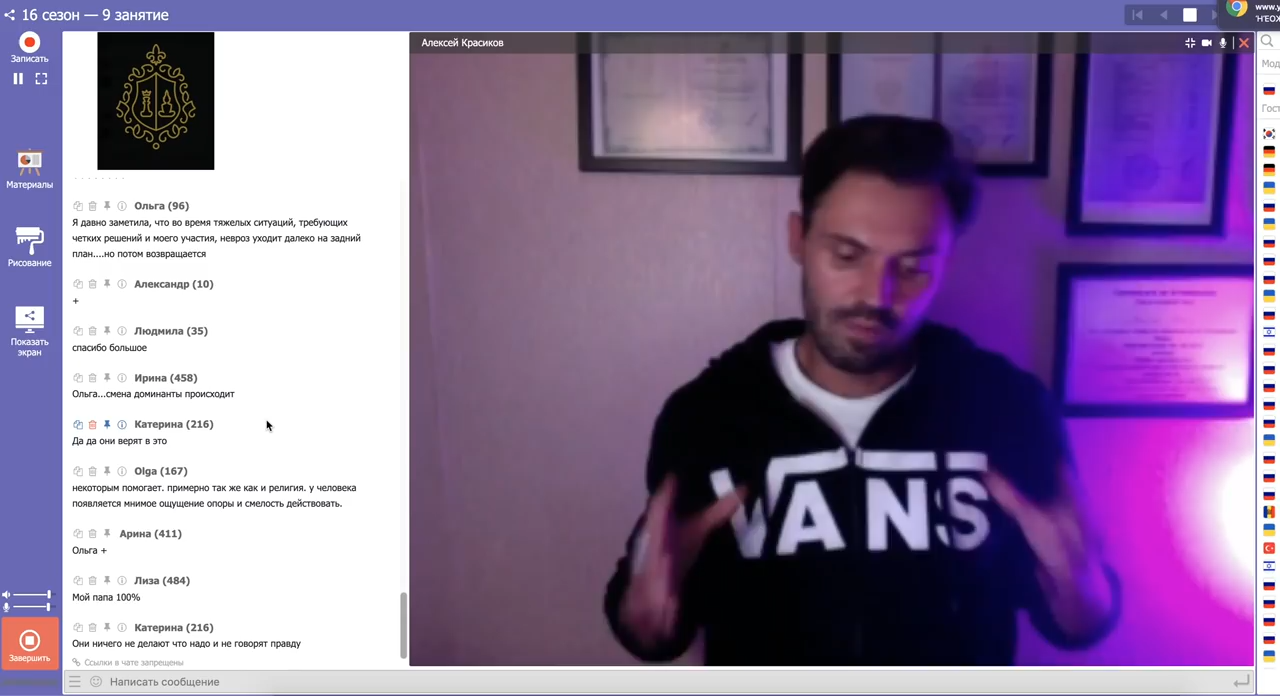 16 сезон — 9 занятие
www.y
Записать
Материалы
Рисование
Показать
экран
Завершить
Ольга (96)
Я давно заметила, что во время тяжелых ситуаций, требующих
четких решений и моего участия, невроз уходит далеко на задний
план....но потом возвращается
Александр (10)
+
Людмила (35)
спасибо большое
Ирина (458)
Ольга...смена доминанты происходит
Катерина (216)
Да да они верят в это
Olga (167)
некоторым помогает. примерно так же как и религия. у человека
появляется мнимое ощущение опоры и смелость действовать.
Арина (411)
Ольга +
Лиза (484)
Мой папа 100%
Катерина (216)
Они ничего не делают что надо и не говорят правду
Ссылки в чате запрещены
Написать сообщение
Алексей Красиков
VANS
Мод
Гост